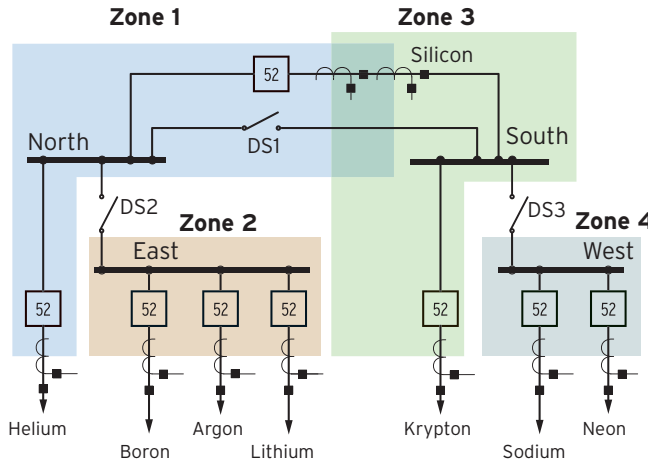 Zone 1
Zone 3
52
Silicon
North
DS1
South
DS2
Zone 2
DS3
Zone 4
East
West
52
52
52
52
52
52
52
Helium
Boron
Argon
Lithium
Krypton
Sodium
Neon